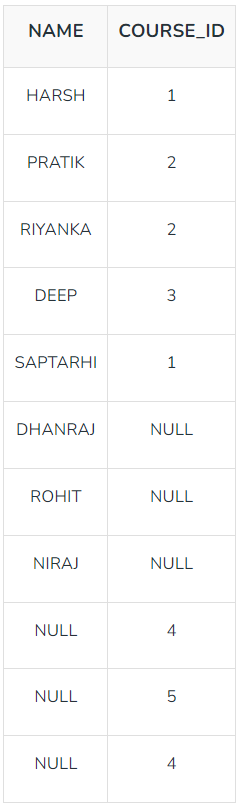 NAME COURSE_ID
HARSH 1
PRATIK 2
RIYANKA 2
DEEP 3
SAPTARHI 1
DHANRAJ NULL
ROHIT NULL
NIRAJ NULL
NULL 4
NULL 5
NULL 4